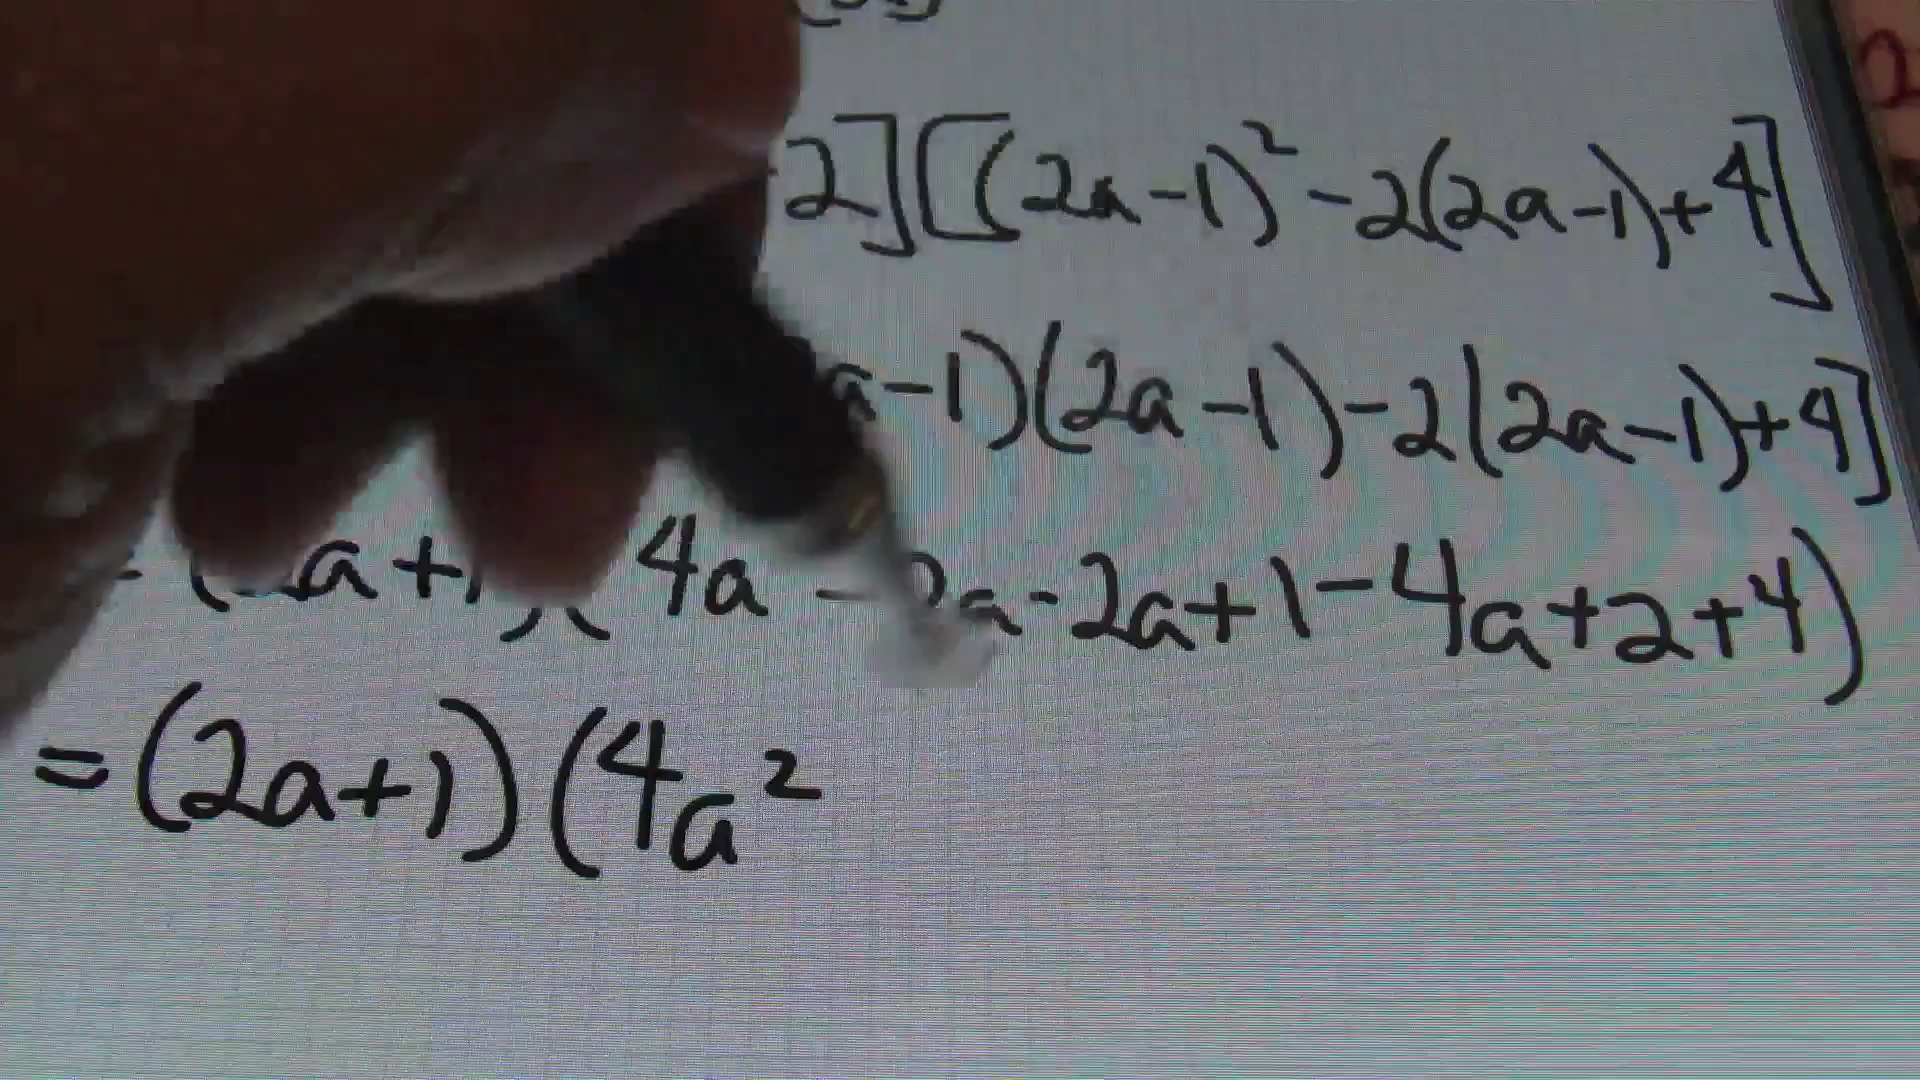 2][(2a-1)²-2(2a-1)+4]
a-1)(2a-1)-2(2a-1)+4]
a+1)(4a-2a-2a+1-4a+2+4)
=(2a+1)(4a²